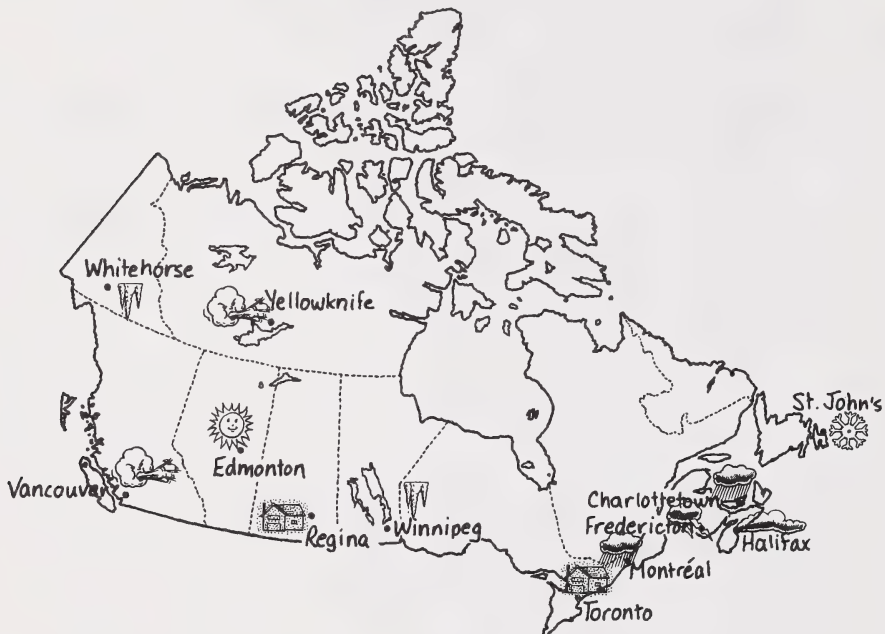 Whitehorse
Yellowknife
St. John's
Edmonton
Vancouver
Charlottetown
Fredericton
Regina
Winnipeg
Halifax
Montréal
Toronto